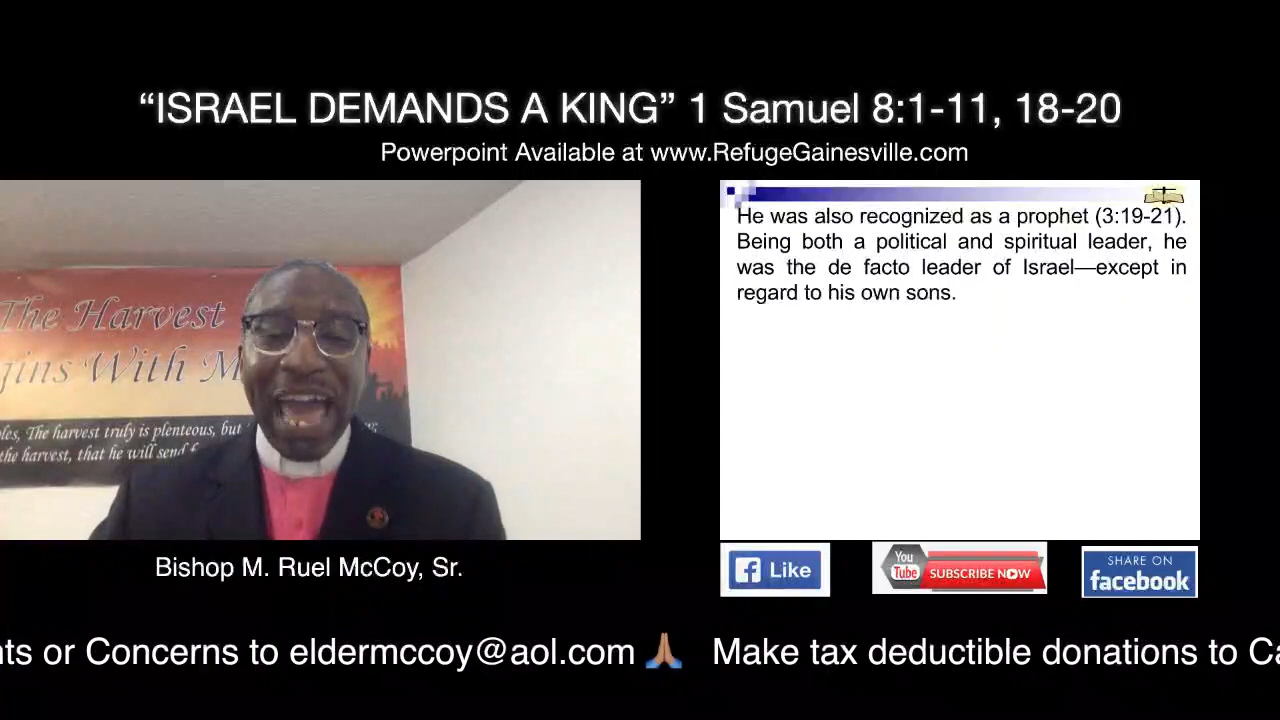 “ISRAEL DEMANDS A KING” 1 Samuel 8:1-11, 18-20
Powerpoint Available at www.RefugeGainesville.com
The Harvest
gins With M
les, The harvest truly is plenteous, but
the harvest, that he will send f
He was also recognized as a prophet (3:19-21).
Being both a political and spiritual leader, he
was the de facto leader of Israel—except in
regard to his own sons.
Bishop M. Ruel McCoy, Sr.
Like
You
Tube
SUBSCRIBE NOW
SHARE ON
facebook
nts or Concerns to eldermccoy@aol.com 🙏🏽 Make tax deductible donations to Ca